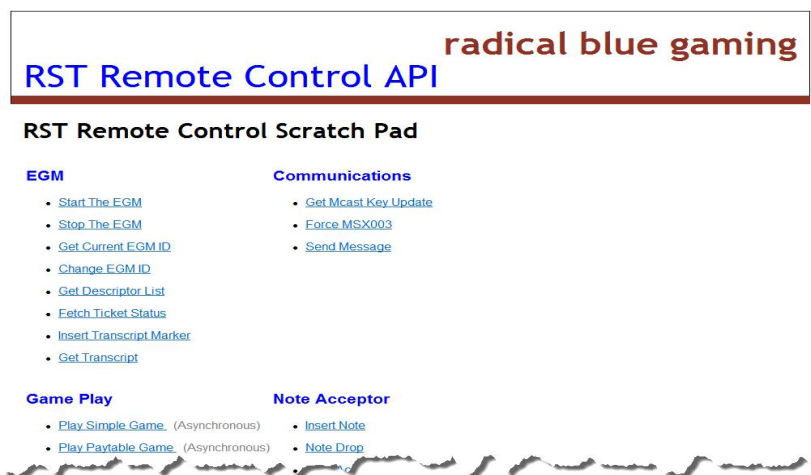 radical blue gaming
RST Remote Control API
RST Remote Control Scratch Pad
EGM
Start The EGM
Stop The EGM
Get Current EGM ID
Change EGM ID
Get Descriptor List
Fetch Ticket Status
Insert Transcript Marker
Get Transcript
Communications
Get Mcast Key Update
Force MSX003
Send Message
Game Play
Play Simple Game (Asynchronous)
Play Paytable Game (Asynchronous)
Note Acceptor
Insert Note
Note Drop